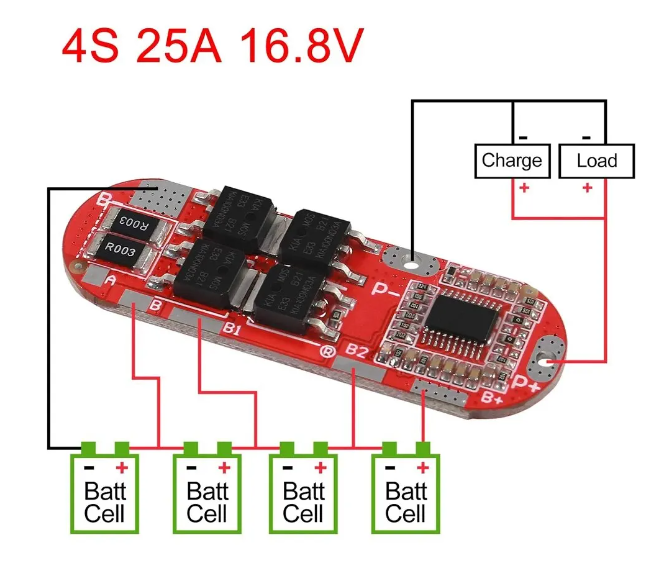 4S 25A 16.8V
- -
Charge Load
+ +
B-
R003
R003
A
B
B1
®
B2
P-
B+
P+
- + - + - + - +
Batt Batt Batt Batt
Cell Cell Cell Cell